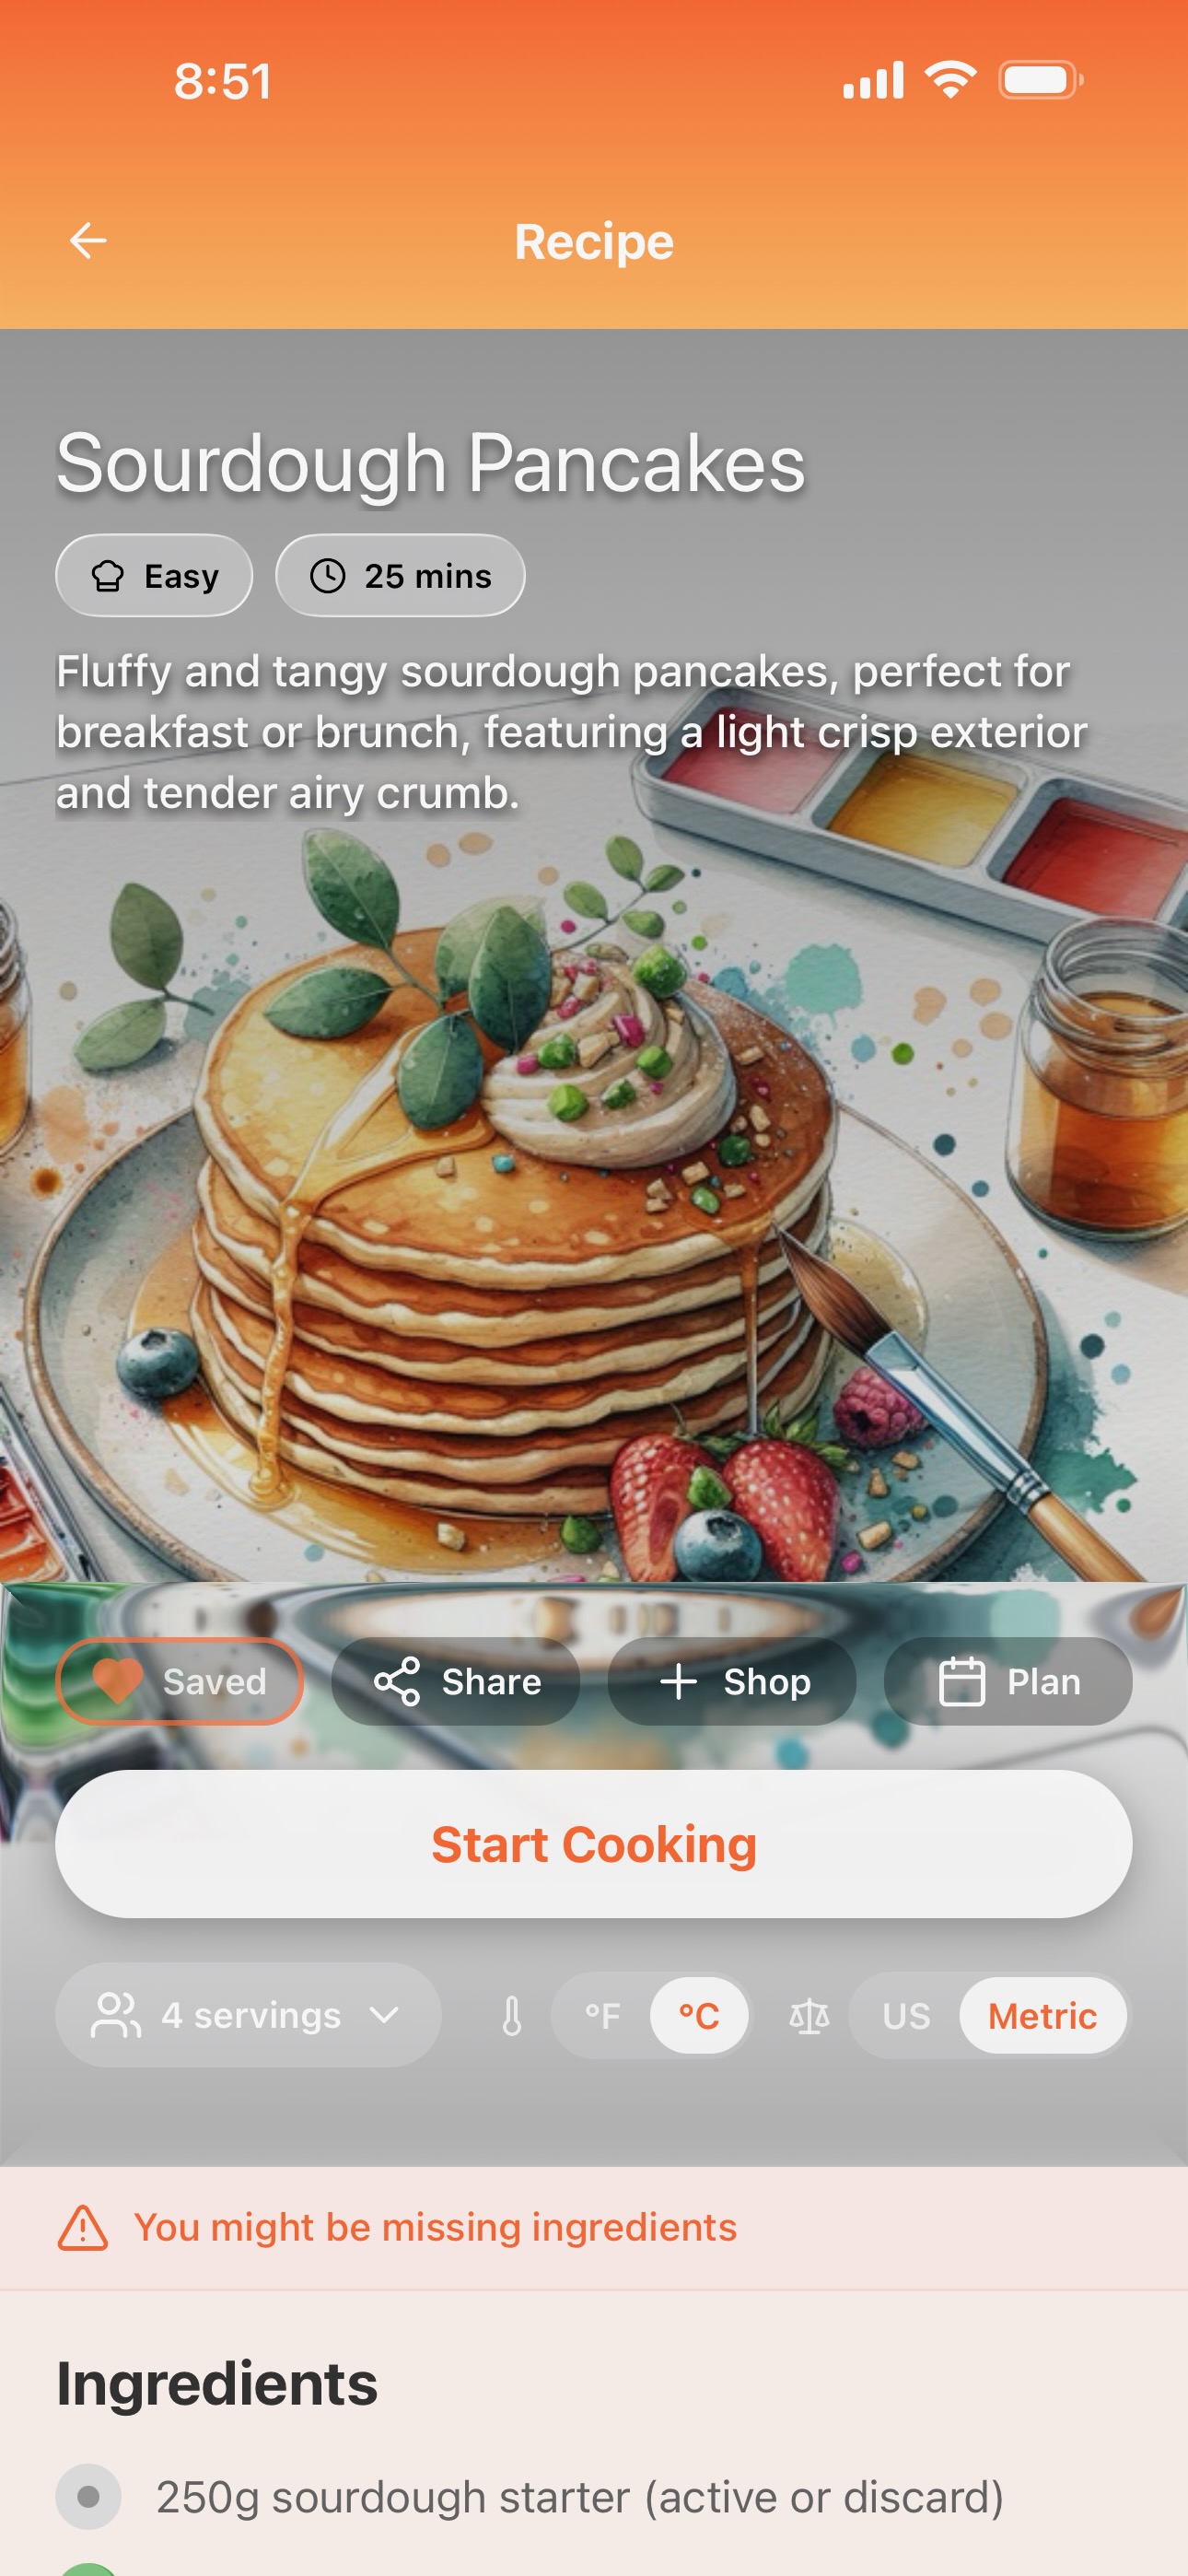 8:51
Recipe
Sourdough Pancakes
Easy
25 mins
Fluffy and tangy sourdough pancakes, perfect for
breakfast or brunch, featuring a light crisp exterior
and tender airy crumb.
Saved
Share
Shop
Plan
Start Cooking
4 servings
°F
°C
US
Metric
You might be missing ingredients
Ingredients
250g sourdough starter (active or discard)